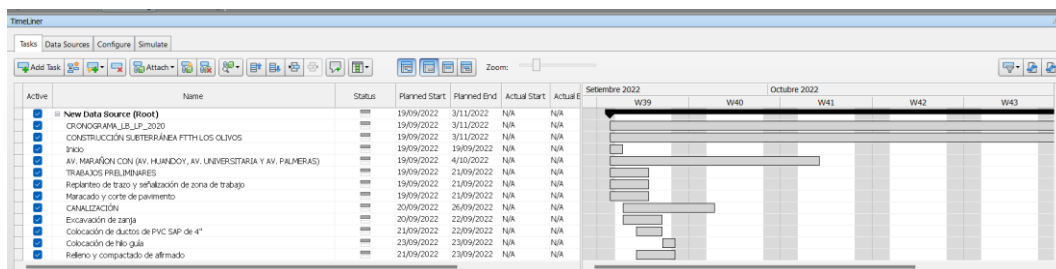 TimeLiner
Tasks Data Sources Configure Simulate
Add Task Attach Zoom:
Active Name Status Planned Start Planned End Actual Start Actual E
Setiembre 2022 Octubre 2022
W39 W40 W41 W42 W43
New Data Source (Root) 19/09/2022 3/11/2022 N/A N/A
CRONOGRAMA_LB_LP_2020 19/09/2022 3/11/2022 N/A N/A
CONSTRUCCIÓN SUBTERRÁNEA FTTH LOS OLIVOS 19/09/2022 3/11/2022 N/A N/A
Inicio 19/09/2022 19/09/2022 N/A N/A
AV. MARAÑON CON (AV. HUANDOY, AV. UNIVERSITARIA Y AV. PALMERAS) 19/09/2022 4/10/2022 N/A N/A
TRABAJOS PRELIMINARES 19/09/2022 21/09/2022 N/A N/A
Replanteo de trazo y señalización de zona de trabajo 19/09/2022 21/09/2022 N/A N/A
Maracado y corte de pavimento 19/09/2022 21/09/2022 N/A N/A
CANALIZACIÓN 20/09/2022 26/09/2022 N/A N/A
Excavación de zanja 20/09/2022 22/09/2022 N/A N/A
Colocación de ductos de PVC SAP de 4" 21/09/2022 22/09/2022 N/A N/A
Colocación de hilo guía 23/09/2022 23/09/2022 N/A N/A
Relleno y compactado de afirmado 21/09/2022 23/09/2022 N/A N/A